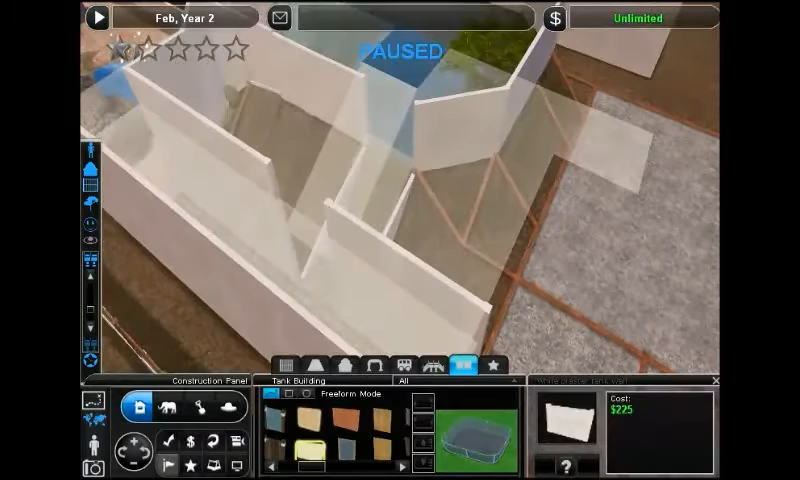 Feb, Year 2
$
Unlimited
PAUSED
Construction Panel
Tank Building
All
White plaster tank wall
Freeform Mode
Cost:
$225
$
?